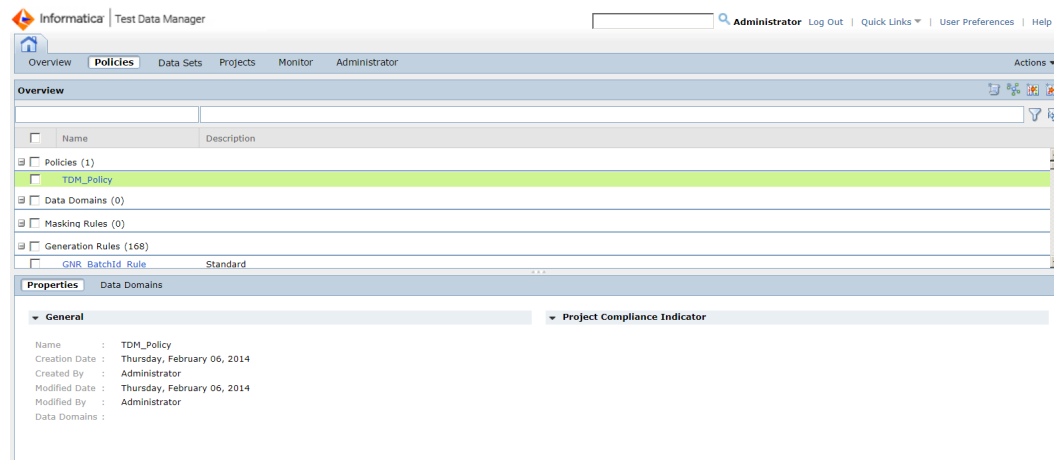 Informatica Test Data Manager
Administrator Log Out | Quick Links | User Preferences | Help
Overview Policies Data Sets Projects Monitor Administrator Actions
Overview
Name Description
Policies (1)
TDM_Policy
Data Domains (0)
Masking Rules (0)
Generation Rules (168)
GNR_BatchId_Rule Standard
Properties Data Domains
General Project Compliance Indicator
Name : TDM_Policy
Creation Date : Thursday, February 06, 2014
Created By : Administrator
Modified Date : Thursday, February 06, 2014
Modified By : Administrator
Data Domains :